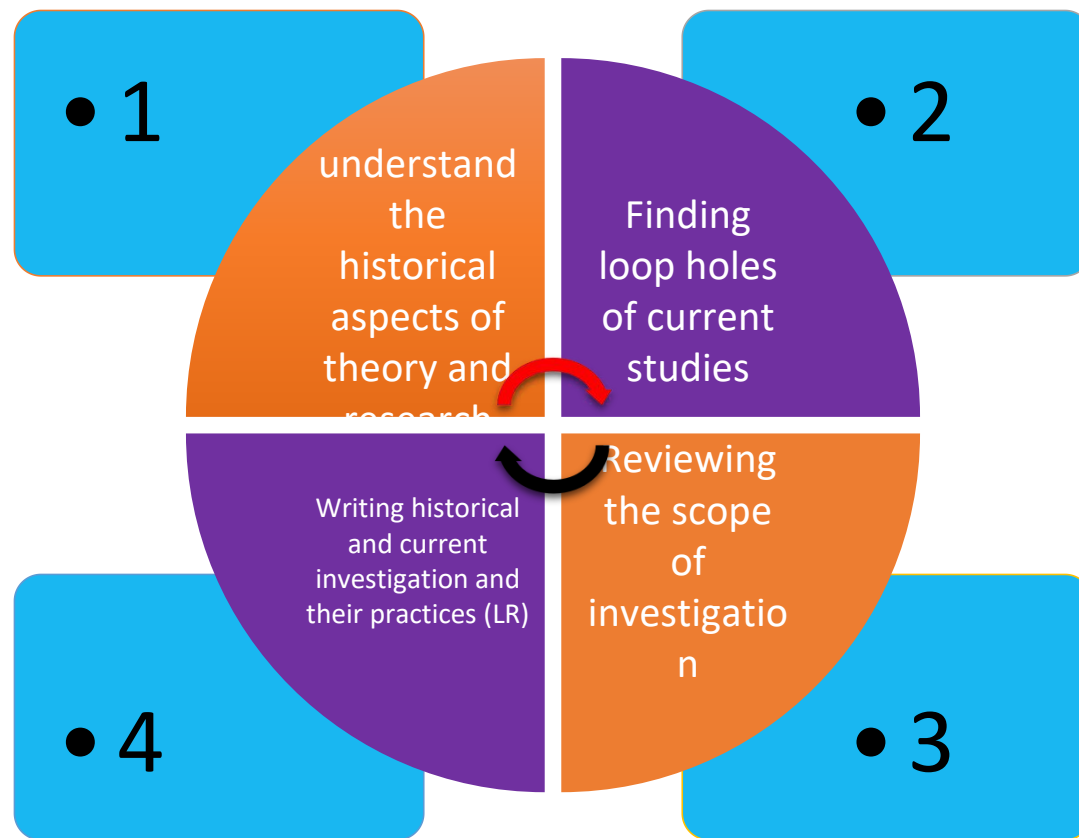 • 1
understand
the
historical
aspects of
theory and
research
• 2
Finding
loop holes
of current
studies
Reviewing
the scope
of
investigatio
n
• 3
Writing historical
and current
investigation and
their practices (LR)
• 4